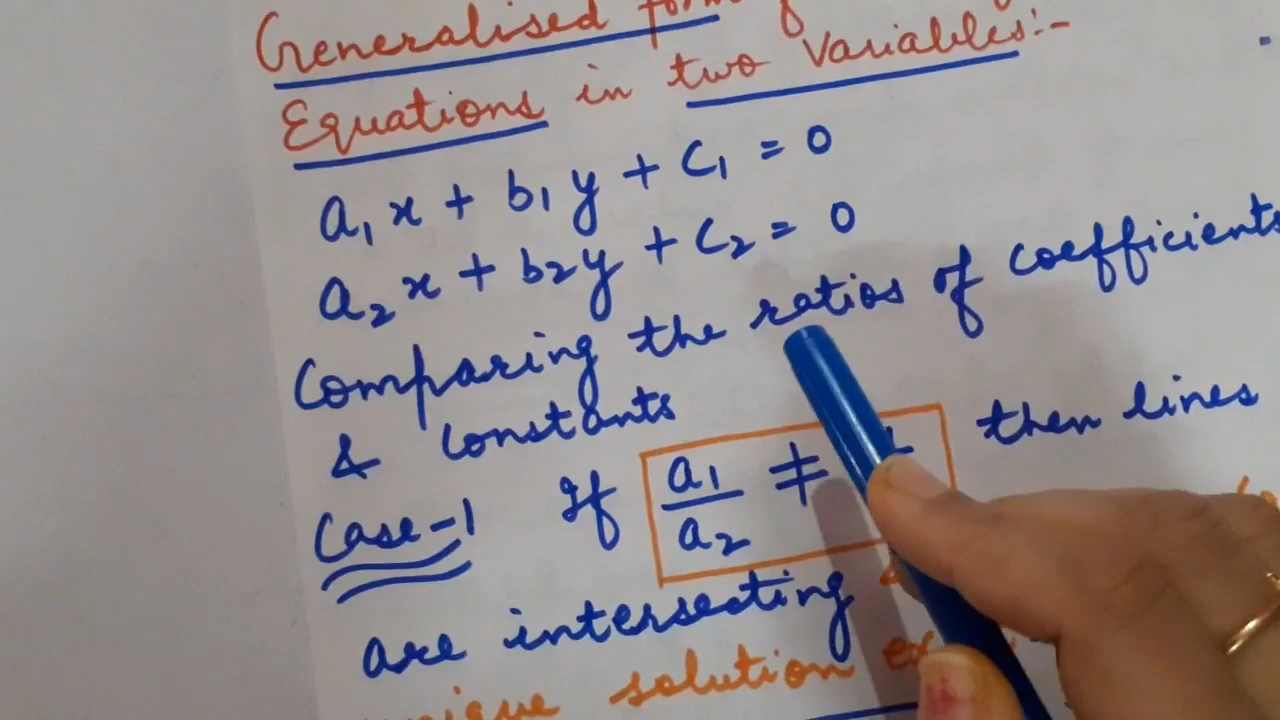 Generalised form of
Equations in two variables:-
a₁x + b₁y + c₁ = 0
a₂x + b₂y + c₂ = 0
Comparing the ratios of coefficients
& constants
Case-1 If a₁/a₂ ≠ then lines
are intersecting
solution